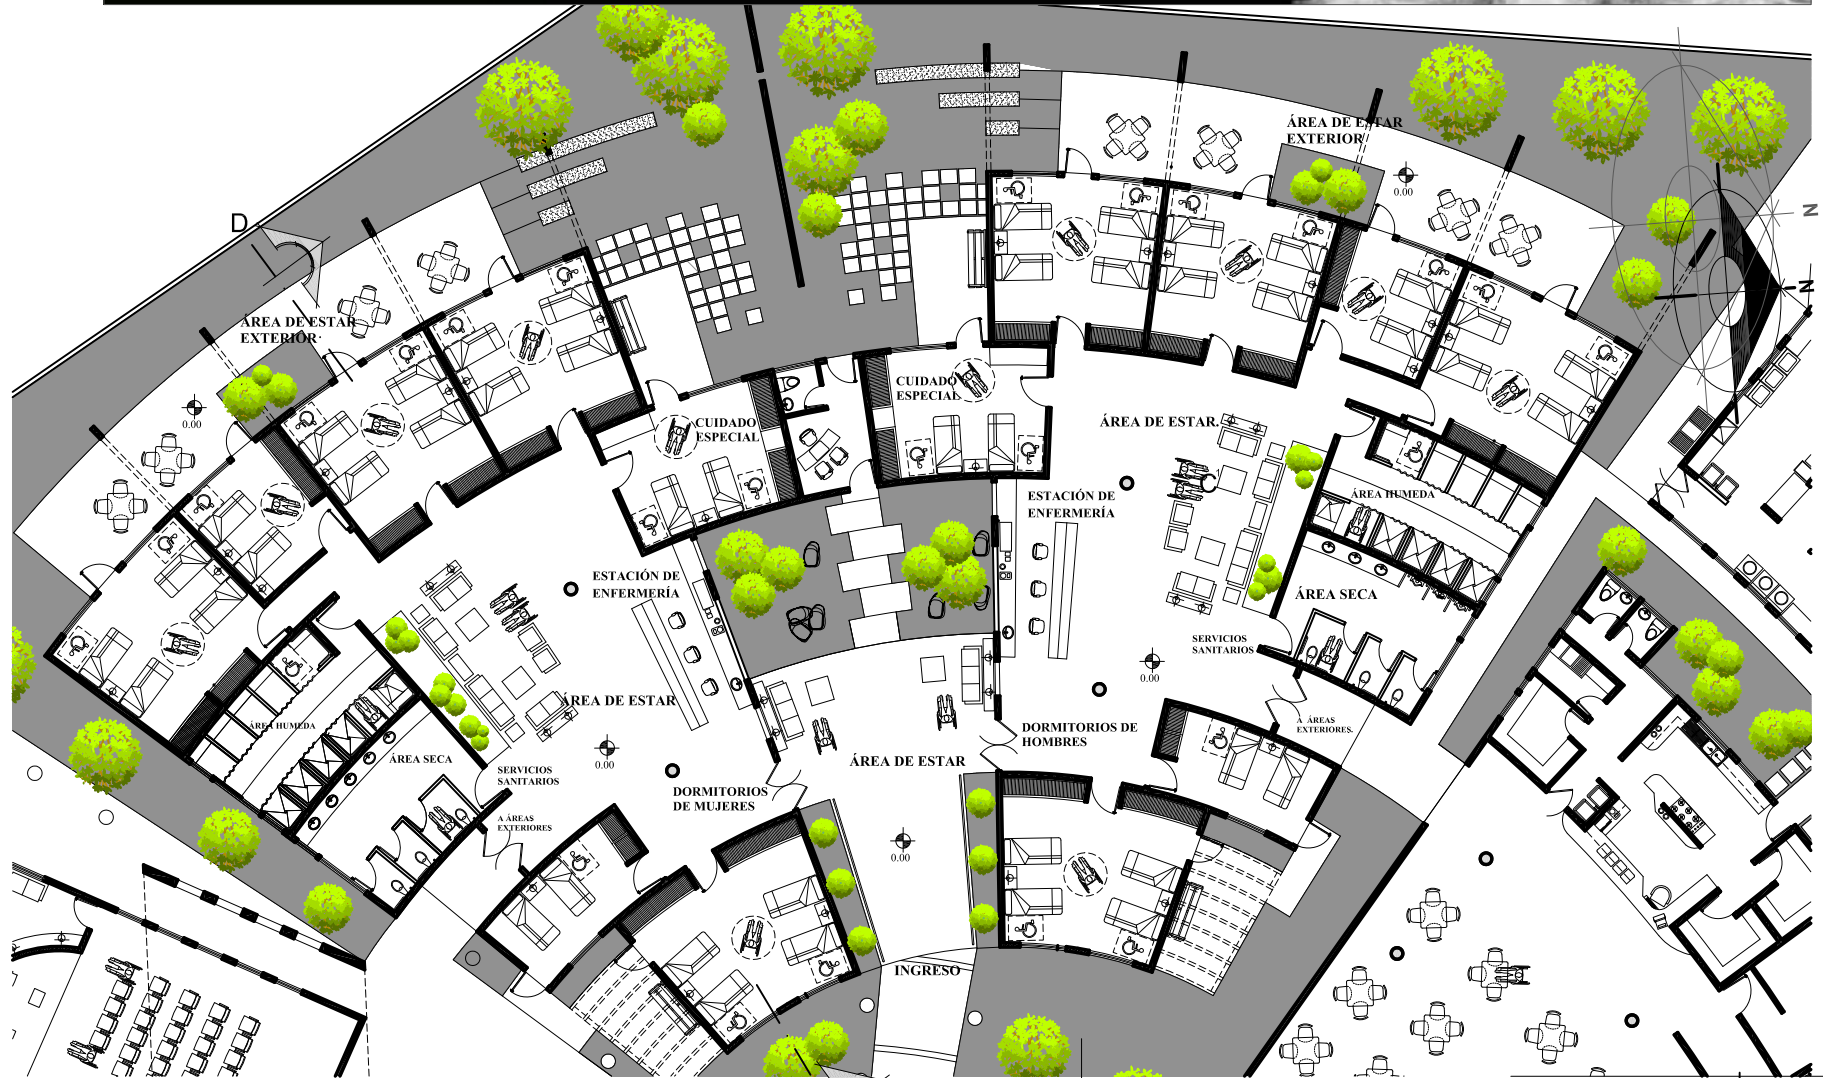 ÁREA DE ESTAR
EXTERIOR
0.00
N
D
N
ÁREA DE ESTAR
EXTERIOR
0.00
CUIDADO
ESPECIAL
CUIDADO
ESPECIAL
ÁREA DE ESTAR.
ESTACIÓN DE
ENFERMERÍA
ÁREA HUMEDA
ESTACIÓN DE
ENFERMERÍA
ÁREA SECA
SERVICIOS
SANITARIOS
0.00
ÁREA DE ESTAR
ÁREA HUMEDA
A ÁREAS
EXTERIORES.
DORMITORIOS DE
HOMBRES
ÁREA SECA
0.00
ÁREA DE ESTAR
SERVICIOS
SANITARIOS
DORMITORIOS
DE MUJERES
A ÁREAS
EXTERIORES
0.00
INGRESO